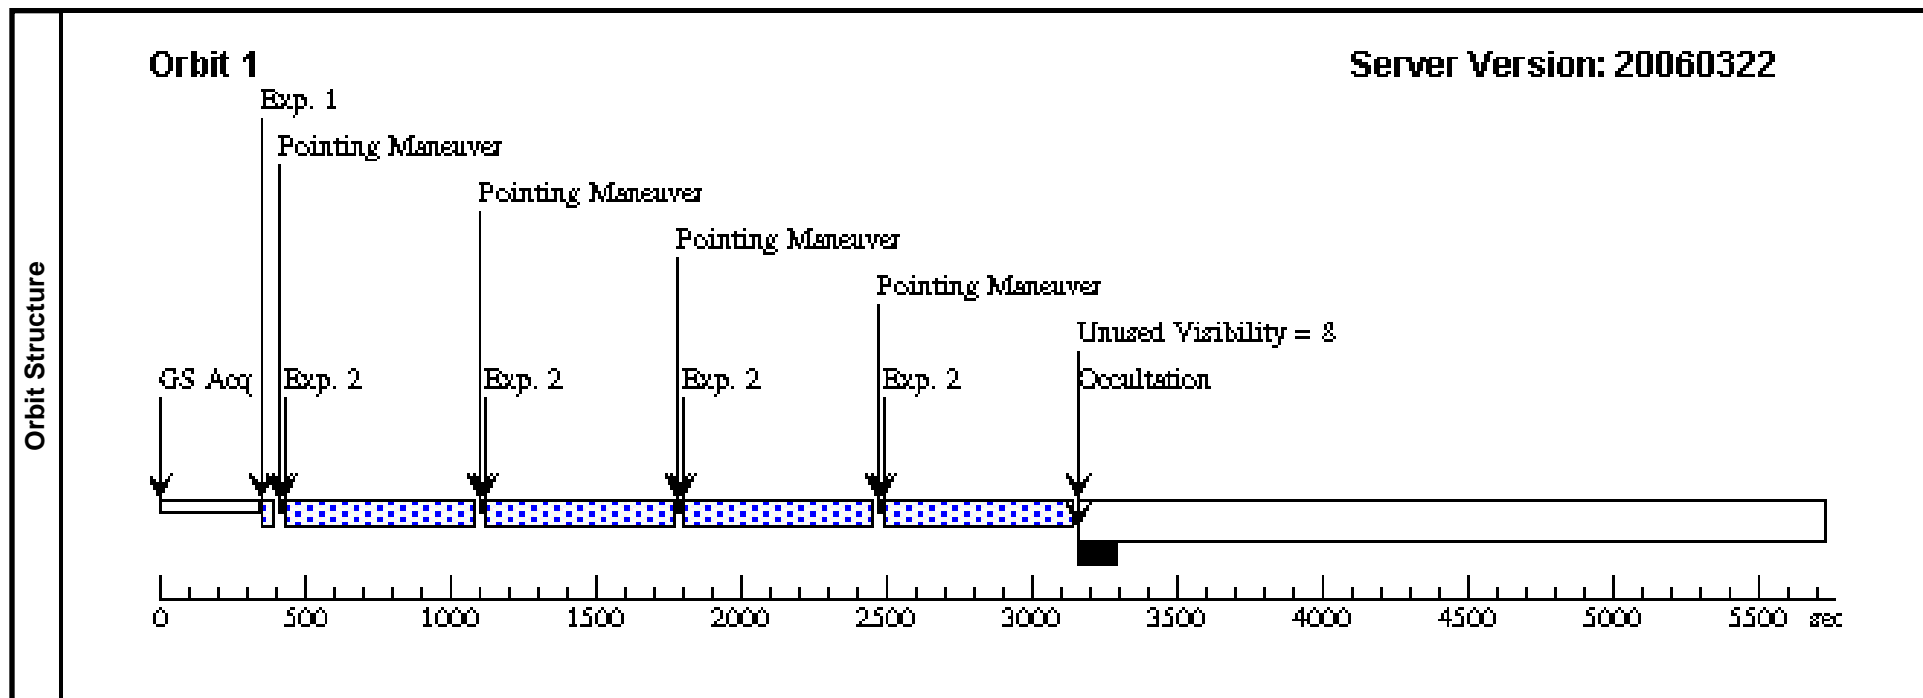 Orbit Structure
Orbit 1
Server Version: 20060322
Exp. 1
Pointing Maneuver
Pointing Maneuver
Pointing Maneuver
Pointing Maneuver
Unused Visibility = 8
GS Acq
Exp. 2
Exp. 2
Exp. 2
Exp. 2
Occultation
0 500 1000 1500 2000 2500 3000 3500 4000 4500 5000 5500 sec